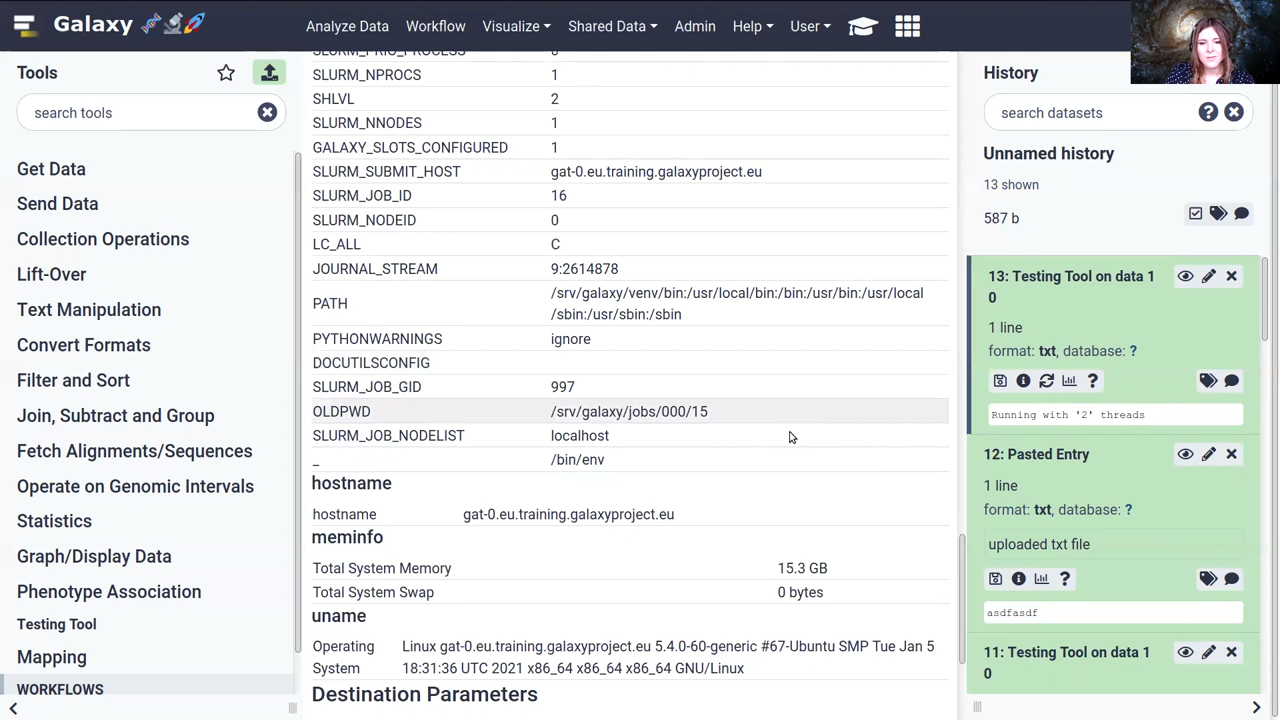 Galaxy
Analyze Data Workflow Visualize Shared Data Admin Help User
Tools
search tools
Get Data
Send Data
Collection Operations
Lift-Over
Text Manipulation
Convert Formats
Filter and Sort
Join, Subtract and Group
Fetch Alignments/Sequences
Operate on Genomic Intervals
Statistics
Graph/Display Data
Phenotype Association
Testing Tool
Mapping
WORKFLOWS
SLURM_PRIO_PROCESS 0
SLURM_NPROCS 1
SHLVL 2
SLURM_NNODES 1
GALAXY_SLOTS_CONFIGURED 1
SLURM_SUBMIT_HOST gat-0.eu.training.galaxyproject.eu
SLURM_JOB_ID 16
SLURM_NODEID 0
LC_ALL C
JOURNAL_STREAM 9:2614878
PATH /srv/galaxy/venv/bin:/usr/local/bin:/bin:/usr/bin:/usr/local
/sbin:/usr/sbin:/sbin
PYTHONWARNINGS ignore
DOCUTILSCONFIG
SLURM_JOB_GID 997
OLDPWD /srv/galaxy/jobs/000/15
SLURM_JOB_NODELIST localhost
_ /bin/env
hostname
hostname gat-0.eu.training.galaxyproject.eu
meminfo
Total System Memory 15.3 GB
Total System Swap 0 bytes
uname
Operating Linux gat-0.eu.training.galaxyproject.eu 5.4.0-60-generic #67-Ubuntu SMP Tue Jan 5
System 18:31:36 UTC 2021 x86_64 x86_64 x86_64 GNU/Linux
Destination Parameters
History
search datasets
Unnamed history
13 shown
587 b
13: Testing Tool on data 1
0
1 line
format: txt, database: ?
Running with '2' threads
12: Pasted Entry
1 line
format: txt, database: ?
uploaded txt file
asdfasdf
11: Testing Tool on data 1
0